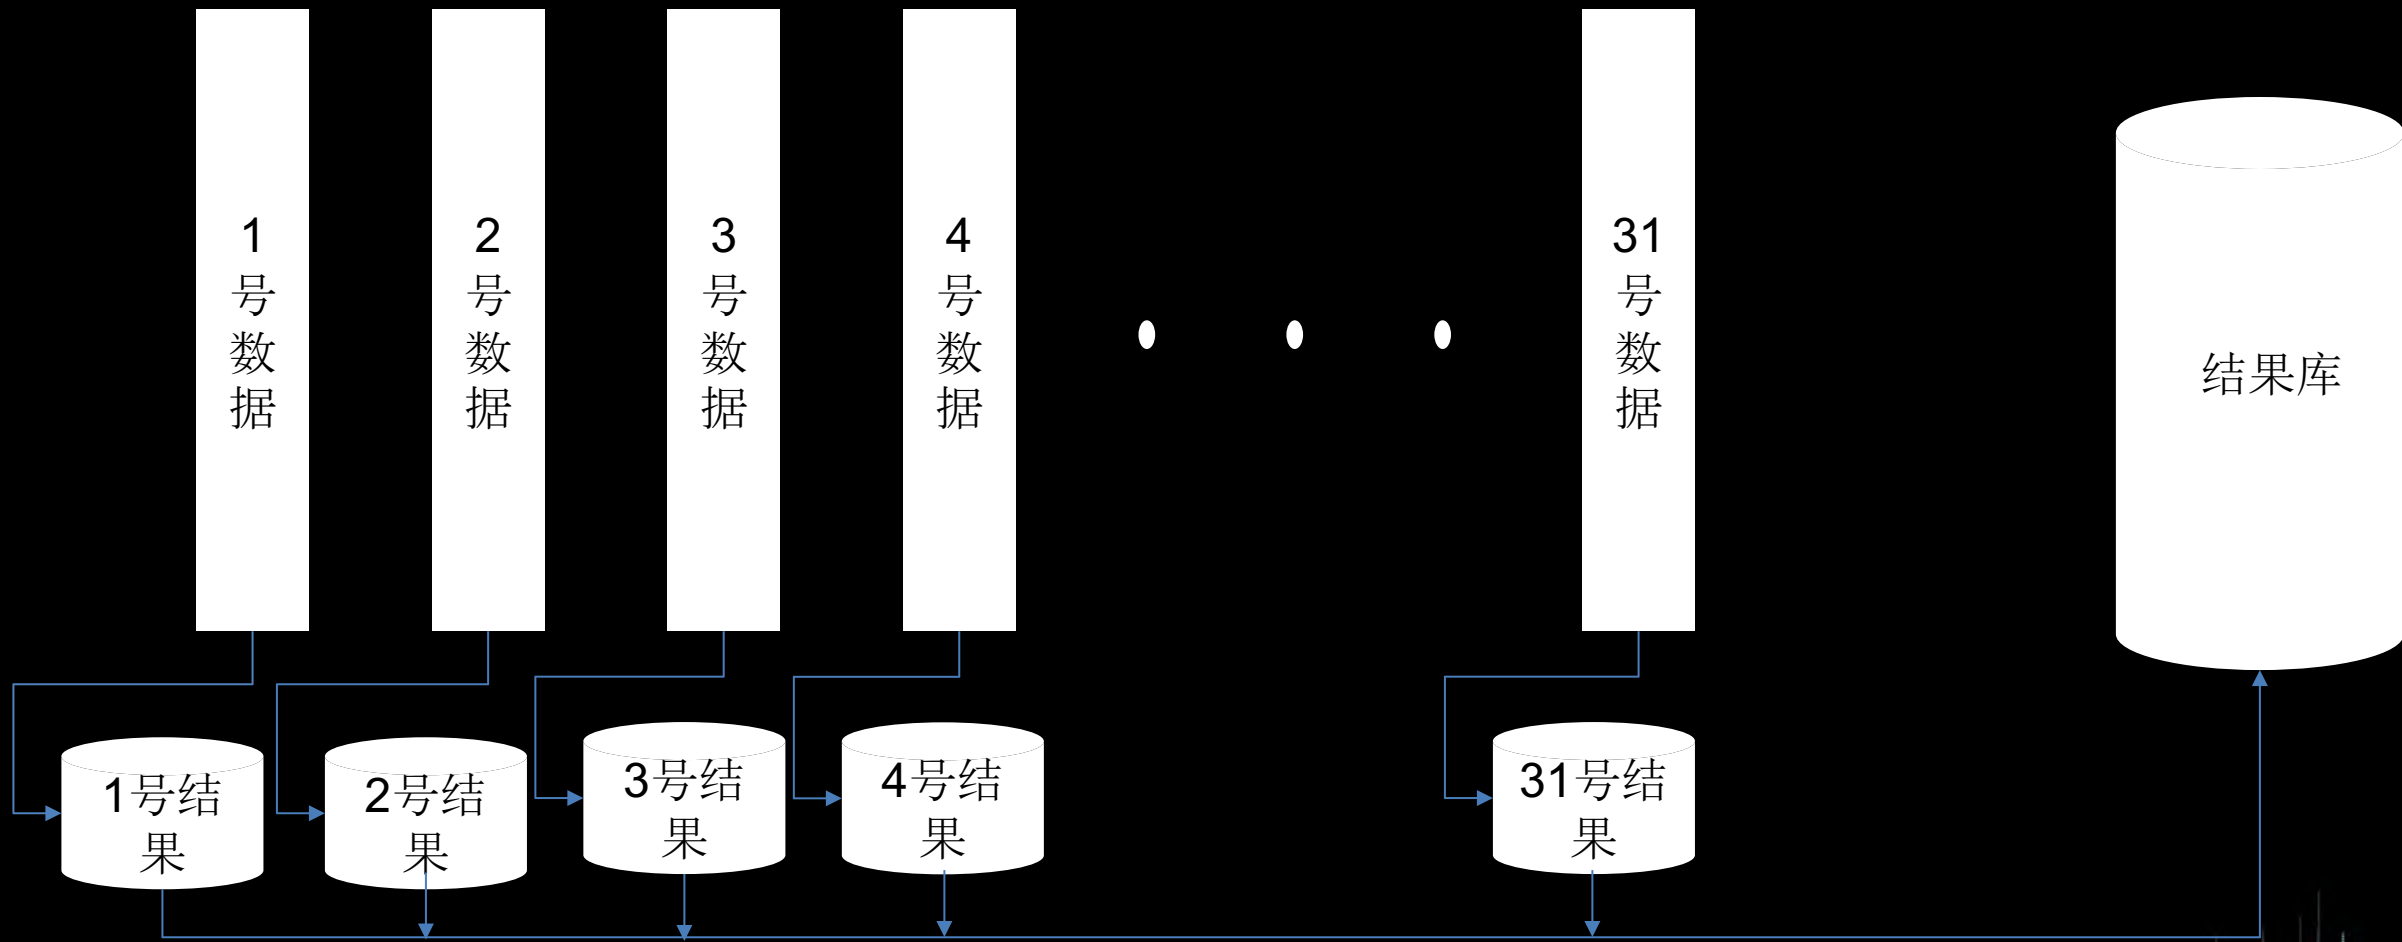 1
号
数
据
2
号
数
据
3
号
数
据
4
号
数
据
31
号
数
据
结果库
1号结
果
2号结
果
3号结
果
4号结
果
31号结
果